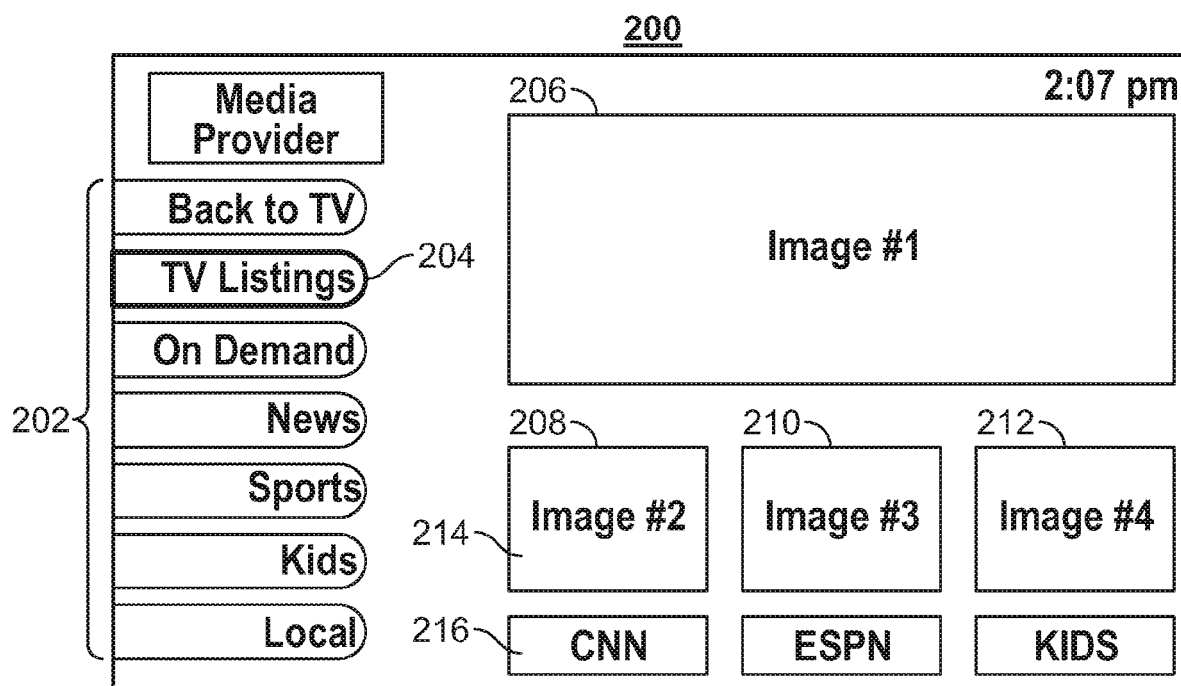 200
2:07 pm
Media
Provider
206
Image #1
Back to TV
TV Listings
204
On Demand
News
Sports
Kids
Local
202
208
210
212
Image #2
Image #3
Image #4
214
216
CNN
ESPN
KIDS